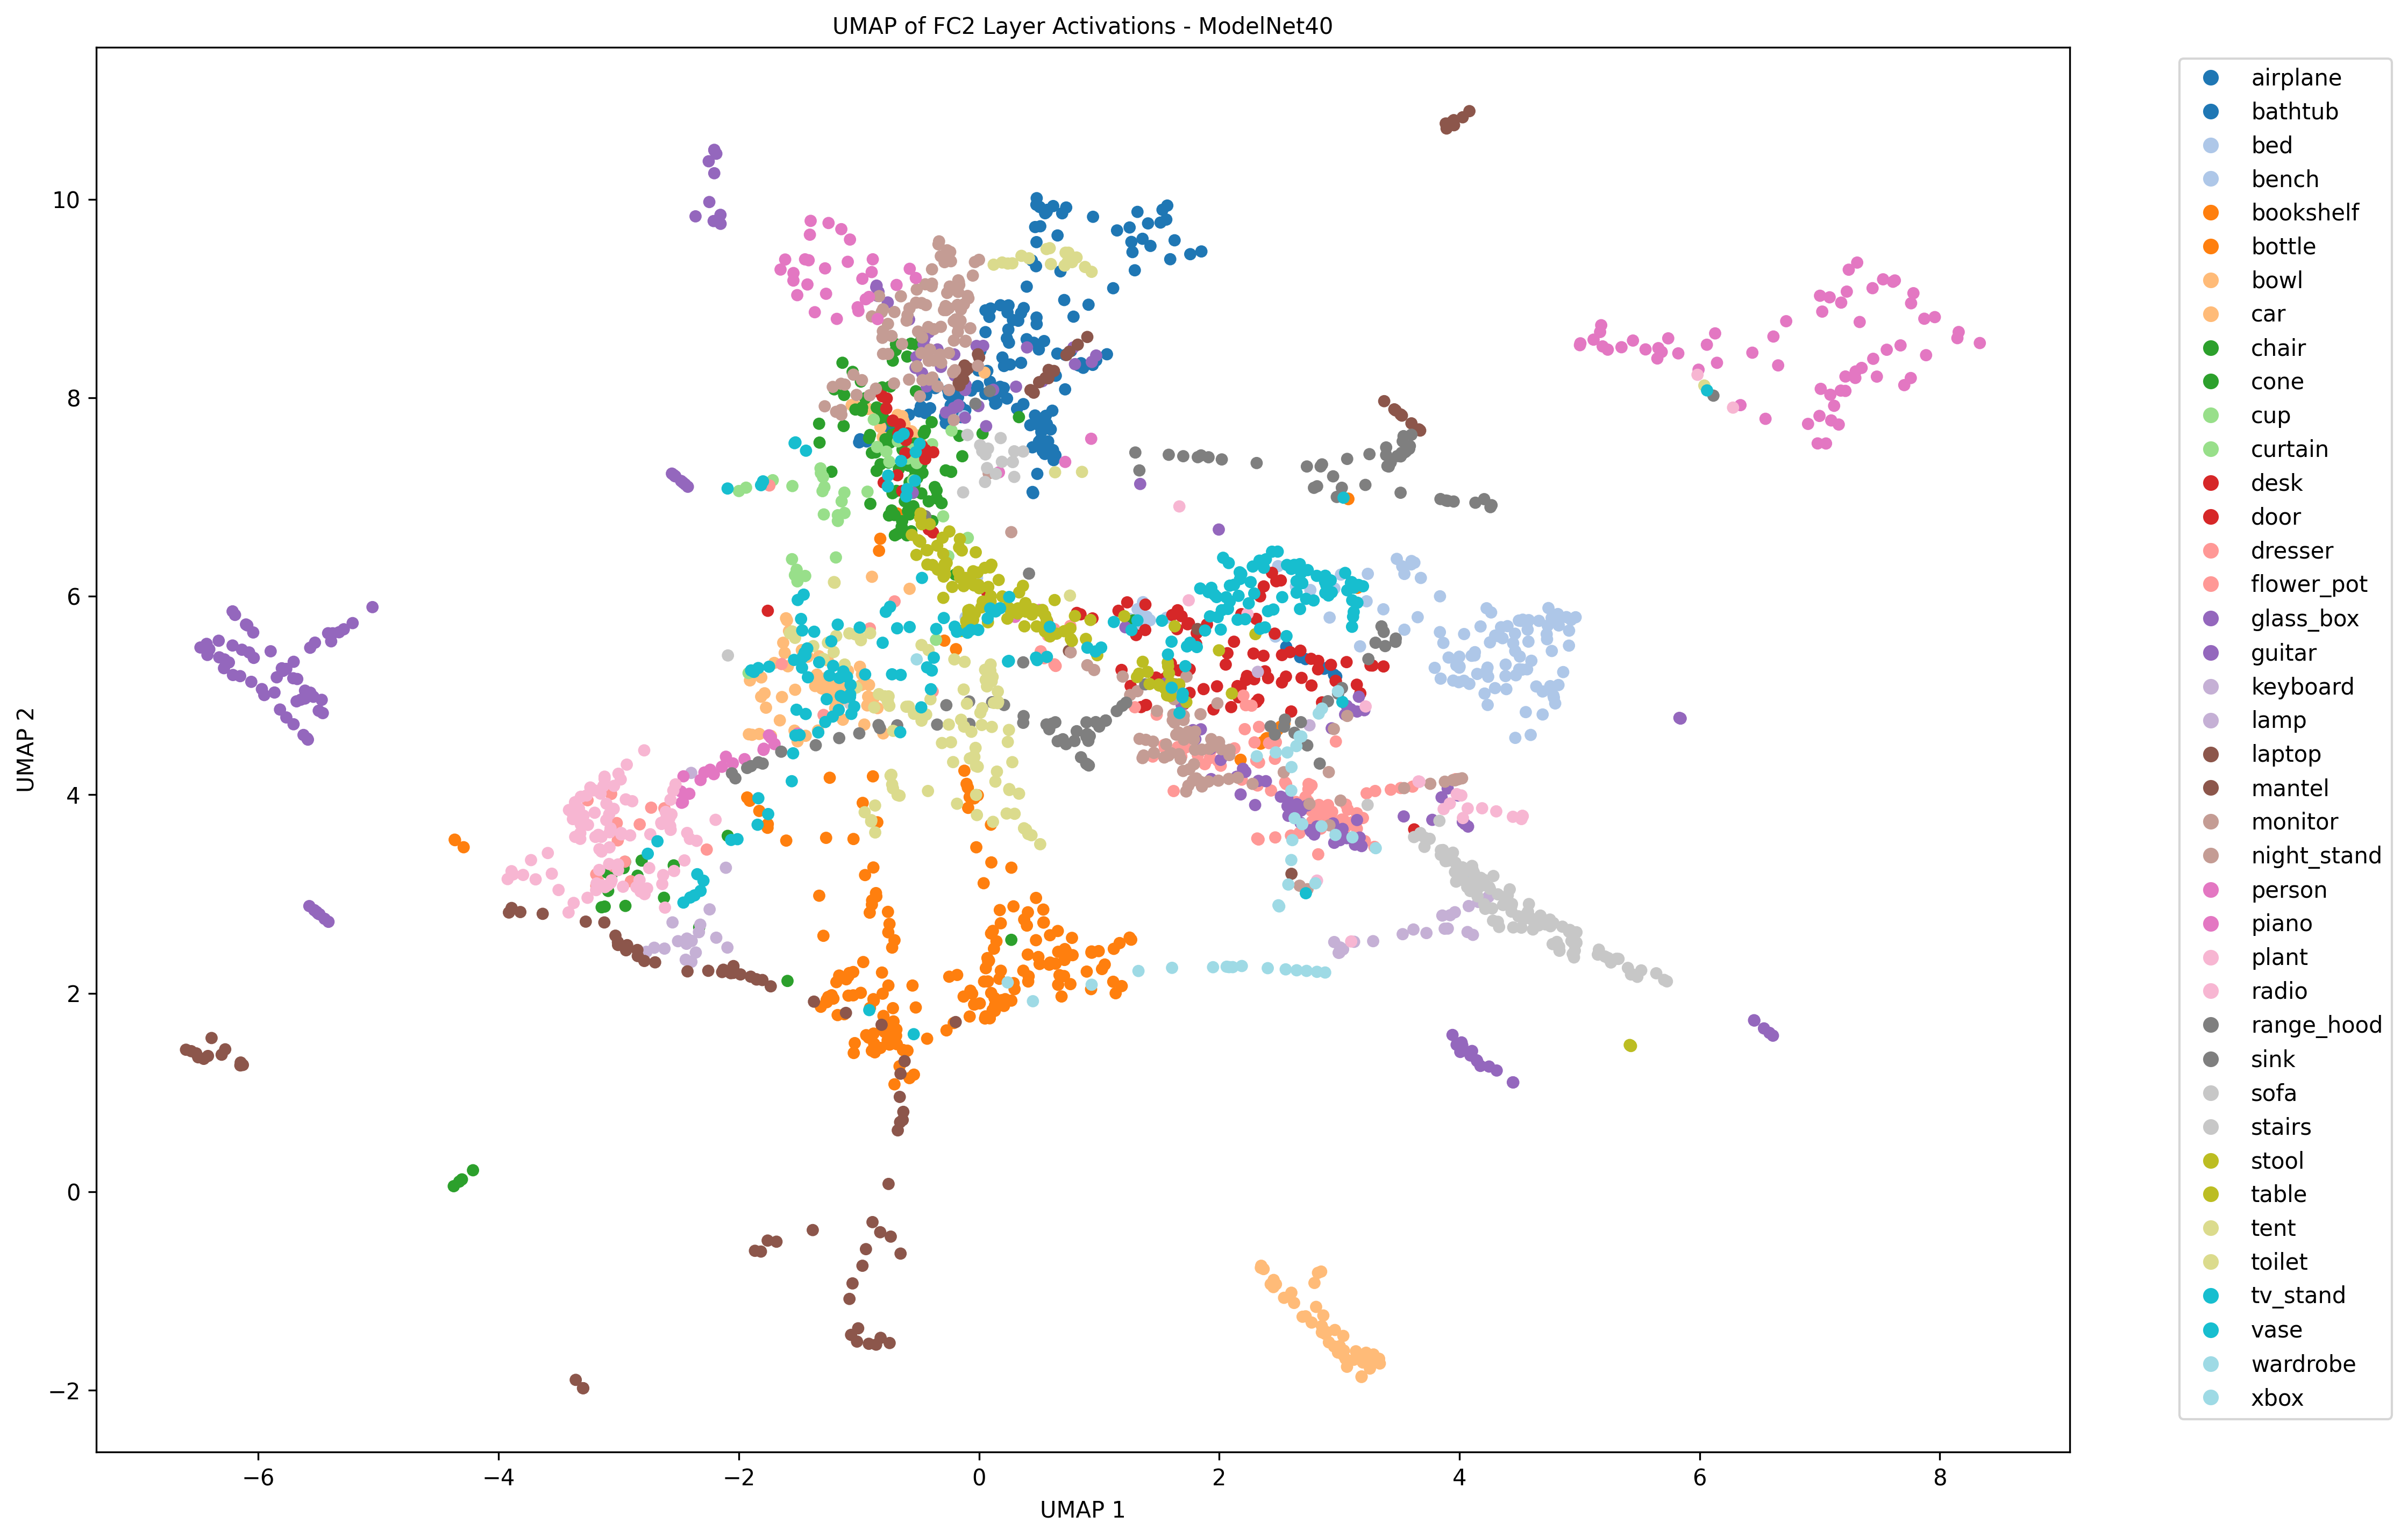 UMAP of FC2 Layer Activations - ModelNet40
10
8
6
4
2
0
−2
UMAP 2
−6
−4
−2
0
2
4
6
8
UMAP 1
airplane
bathtub
bed
bench
bookshelf
bottle
bowl
car
chair
cone
cup
curtain
desk
door
dresser
flower_pot
glass_box
guitar
keyboard
lamp
laptop
mantel
monitor
night_stand
person
piano
plant
radio
range_hood
sink
sofa
stairs
stool
table
tent
toilet
tv_stand
vase
wardrobe
xbox